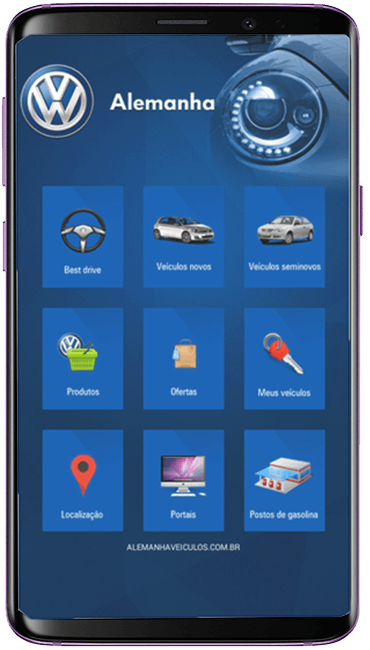 Alemanha
Best drive
Veículos novos
Veículos seminovos
Produtos
Ofertas
Meus veículos
Localização
Portais
Postos de gasolina
ALEMANHAVEICULOS.COM.BR